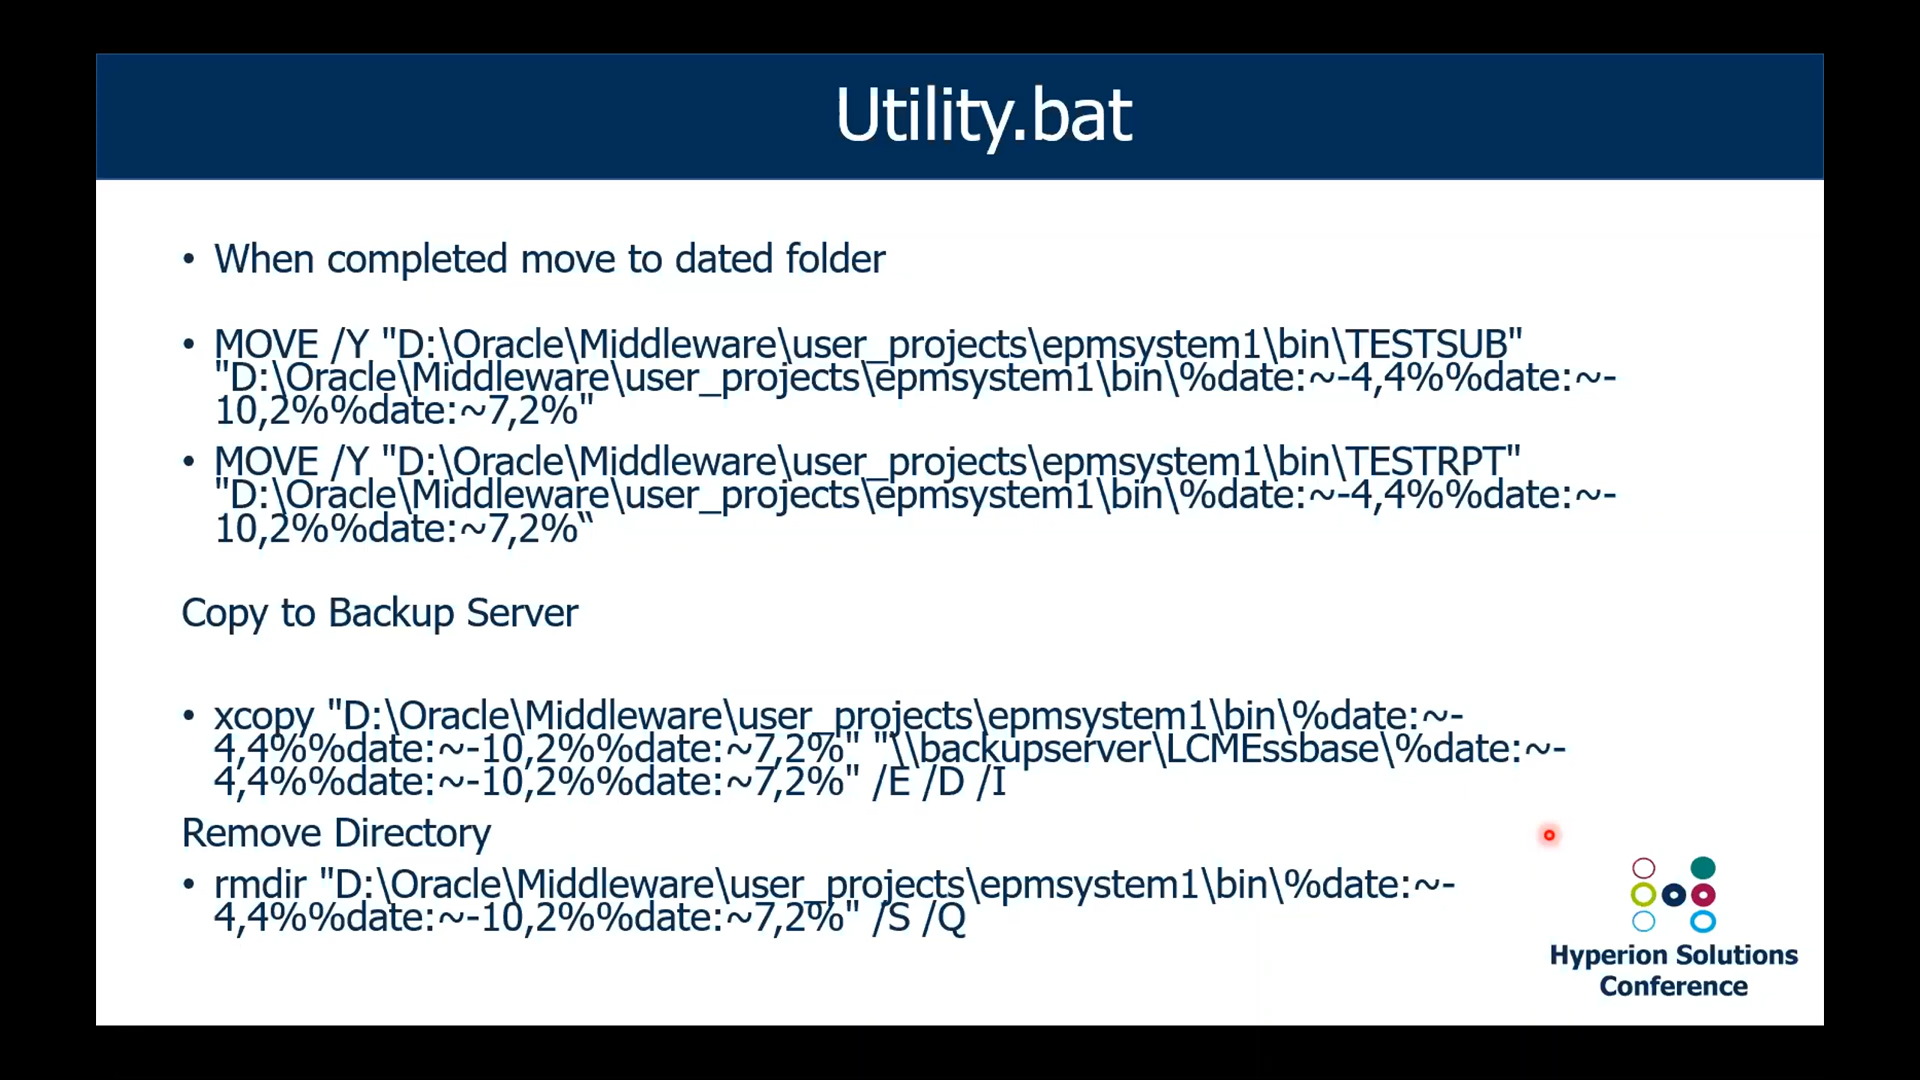 Utility.bat
• When completed move to dated folder
• MOVE /Y "D:\Oracle\Middleware\user_projects\epmsystem1\bin\TESTSUB"
"D:\Oracle\Middleware\user_projects\epmsystem1\bin\%date:~-4,4%%date:~-
10,2%%date:~7,2%"
• MOVE /Y "D:\Oracle\Middleware\user_projects\epmsystem1\bin\TESTRPT"
"D:\Oracle\Middleware\user_projects\epmsystem1\bin\%date:~-4,4%%date:~-
10,2%%date:~7,2%“
Copy to Backup Server
• xcopy "D:\Oracle\Middleware\user_projects\epmsystem1\bin\%date:~-
4,4%%date:~-10,2%%date:~7,2%" "\\backupserver\LCMEssbase\%date:~-
4,4%%date:~-10,2%%date:~7,2%" /E /D /I
Remove Directory
• rmdir "D:\Oracle\Middleware\user_projects\epmsystem1\bin\%date:~-
4,4%%date:~-10,2%%date:~7,2%" /S /Q
Hyperion Solutions
Conference